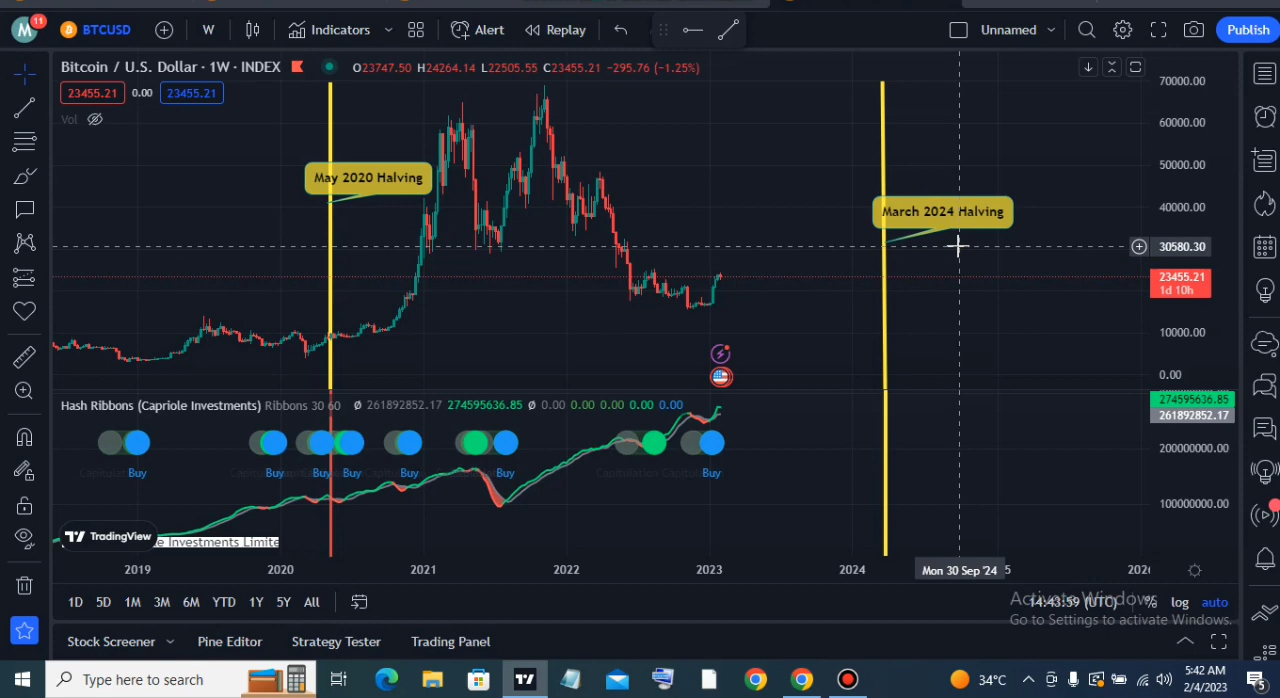 M 11
BTCUSD W Indicators Alert Replay Unnamed Publish
Bitcoin / U.S. Dollar · 1W · INDEX O23747.50 H24264.14 L22505.55 C23455.21 −295.76 (−1.25%)
23455.21 0.00 23455.21
Vol
70000.00
60000.00
50000.00
40000.00
30580.30
23455.21
1d 10h
10000.00
0.00
May 2020 Halving
March 2024 Halving
Hash Ribbons (Capriole Investments) Ribbons 30 60 Ø 261892852.17 274595636.85 Ø 0.00 0.00 0.00 0.00 0.00
274595636.85
261892852.17
200000000.00
100000000.00
Buy Buy Buy Buy Buy Buy Buy
TradingView
e Investments Limite
2019 2020 2021 2022 2023 2024 Mon 30 Sep '24 5 202
1D 5D 1M 3M 6M YTD 1Y 5Y All 14:43:59 (UTC) % log auto
Activate Windows
Go to Settings to activate Windows.
Stock Screener Pine Editor Strategy Tester Trading Panel
Type here to search
34°C
5:42 AM
2/4/2023
5